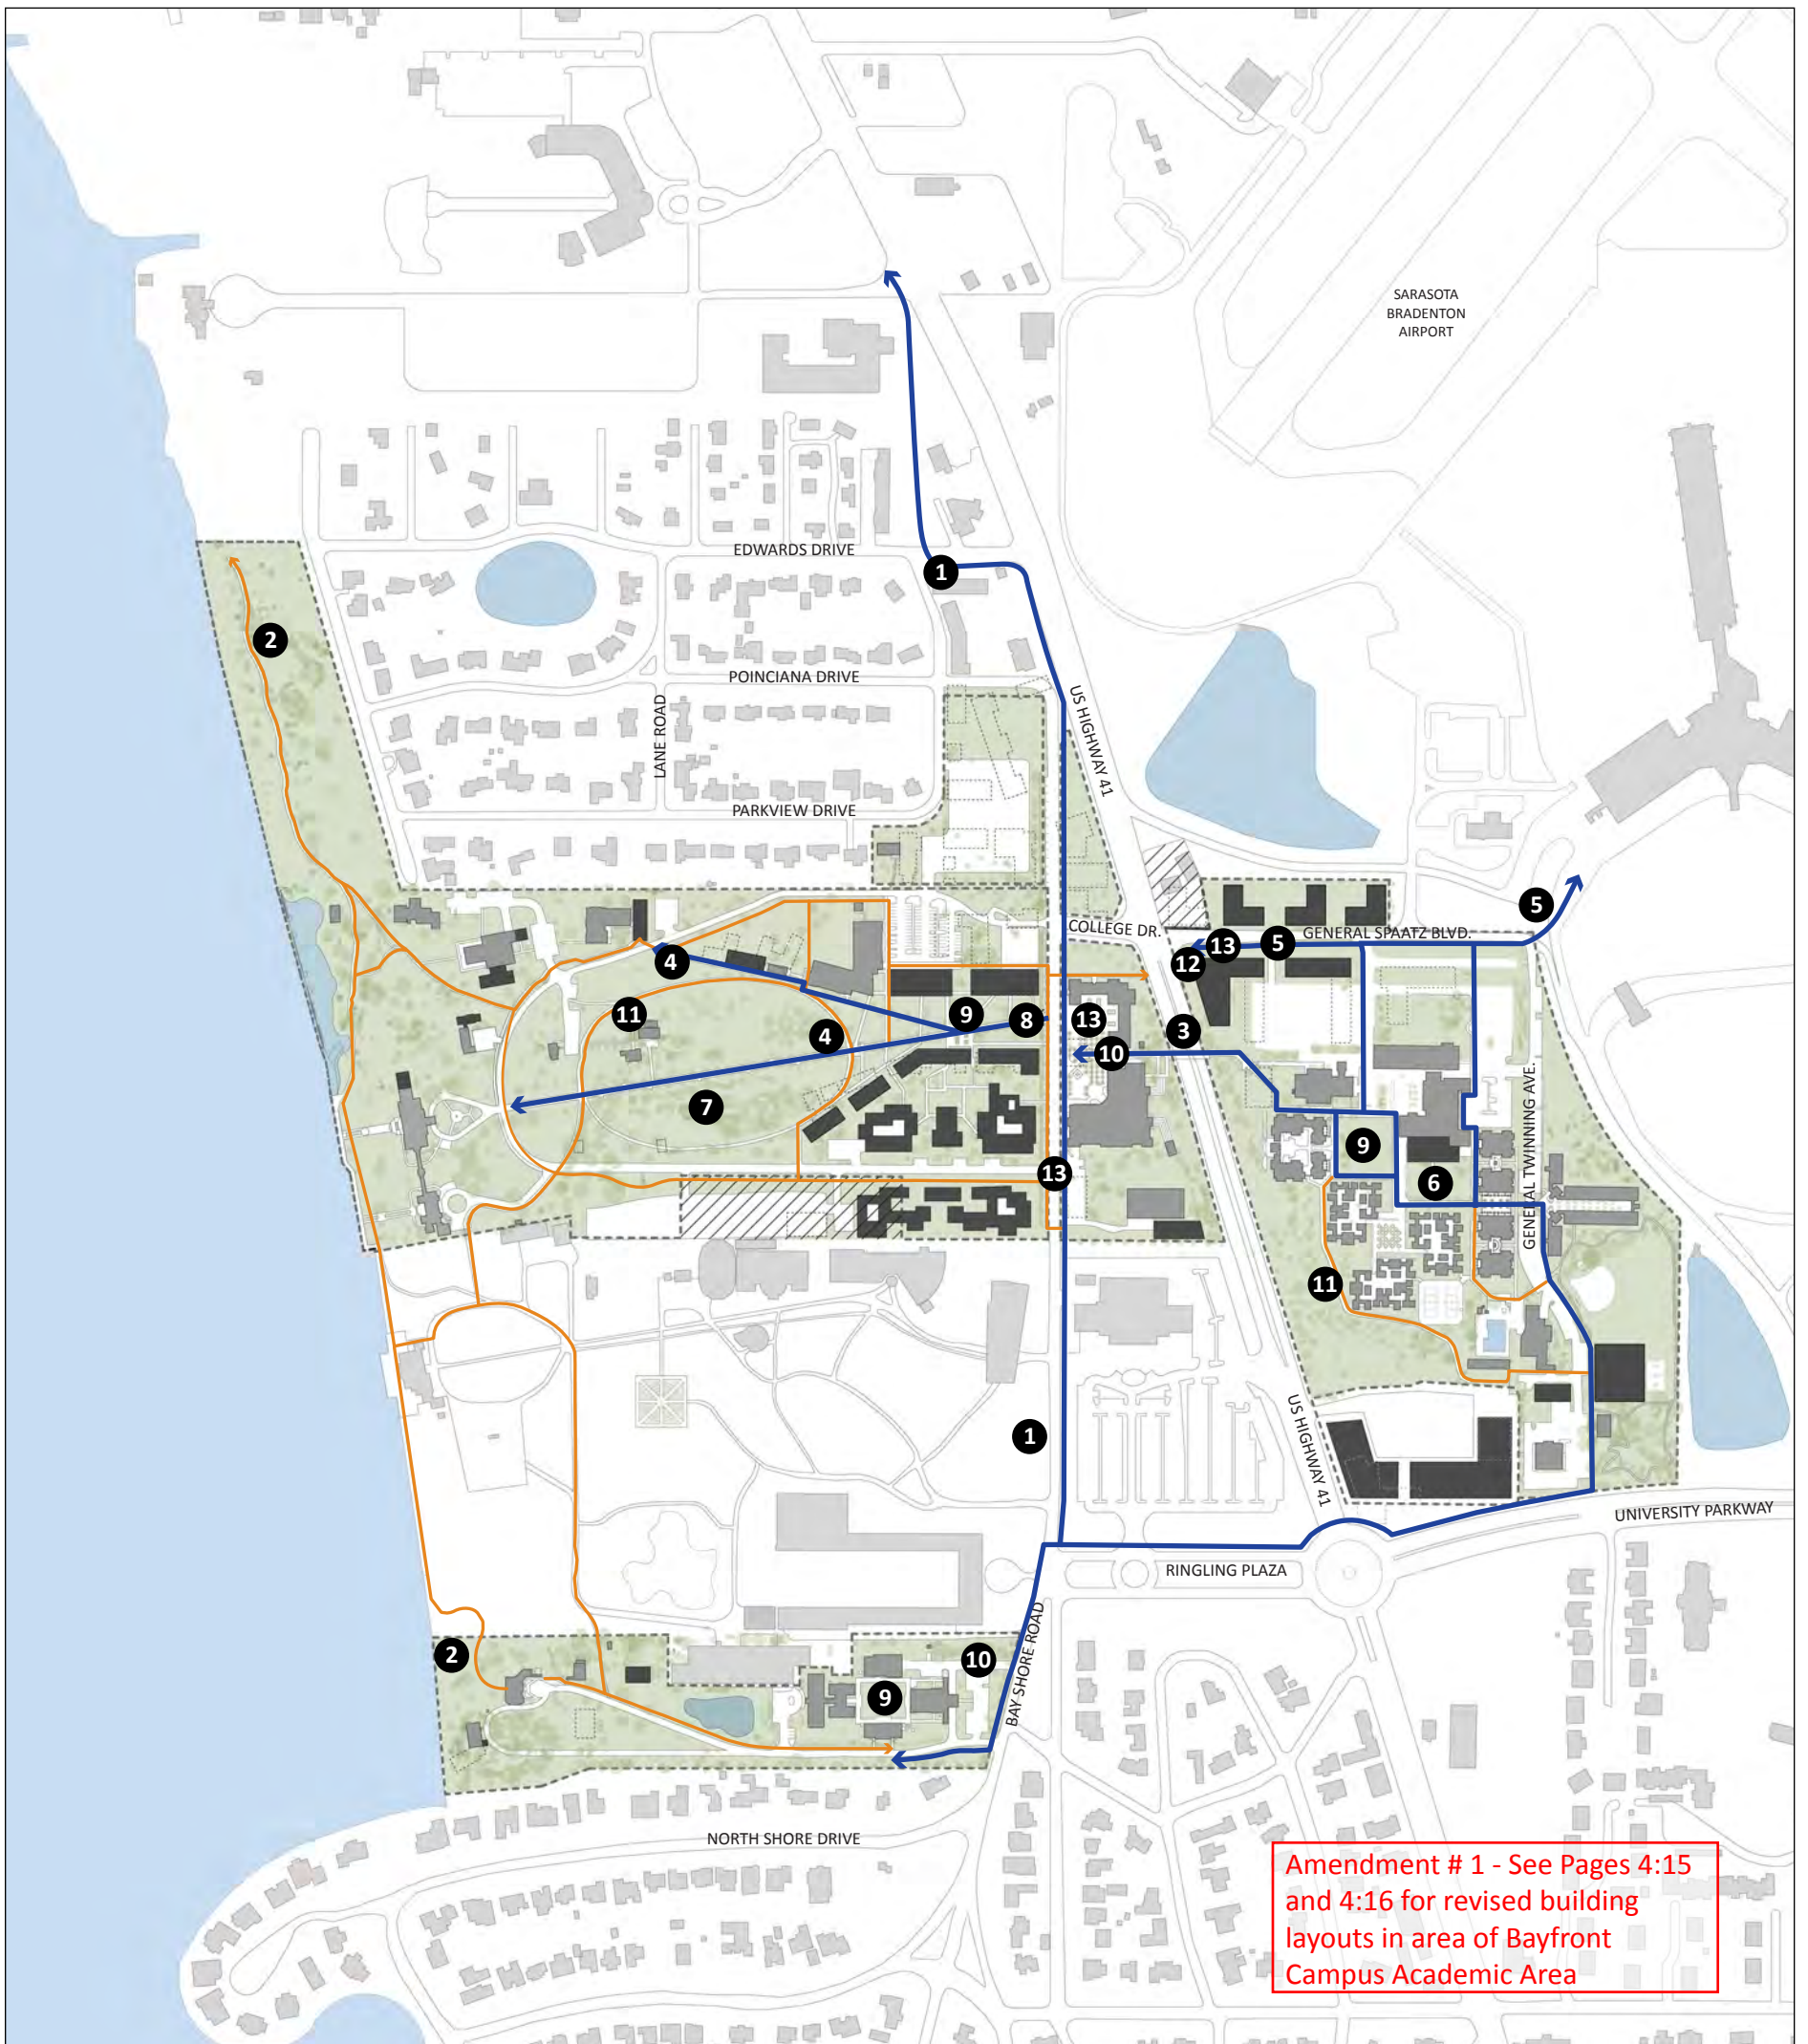 SARASOTA
BRADENTON
AIRPORT
EDWARDS DRIVE
1
2
POINCIANA DRIVE
LANE ROAD
US HIGHWAY 41
PARKVIEW DRIVE
5
COLLEGE DR.
GENERAL SPAATZ BLVD.
13
5
4
12
11
9
8
13
3
4
10
7
GENERAL TWINNING AVE.
9
13
6
11
1
US HIGHWAY 41
UNIVERSITY PARKWAY
RINGLING PLAZA
BAY SHORE ROAD
2
10
9
NORTH SHORE DRIVE
Amendment # 1 - See Pages 4:15
and 4:16 for revised building
layouts in area of Bayfront
Campus Academic Area